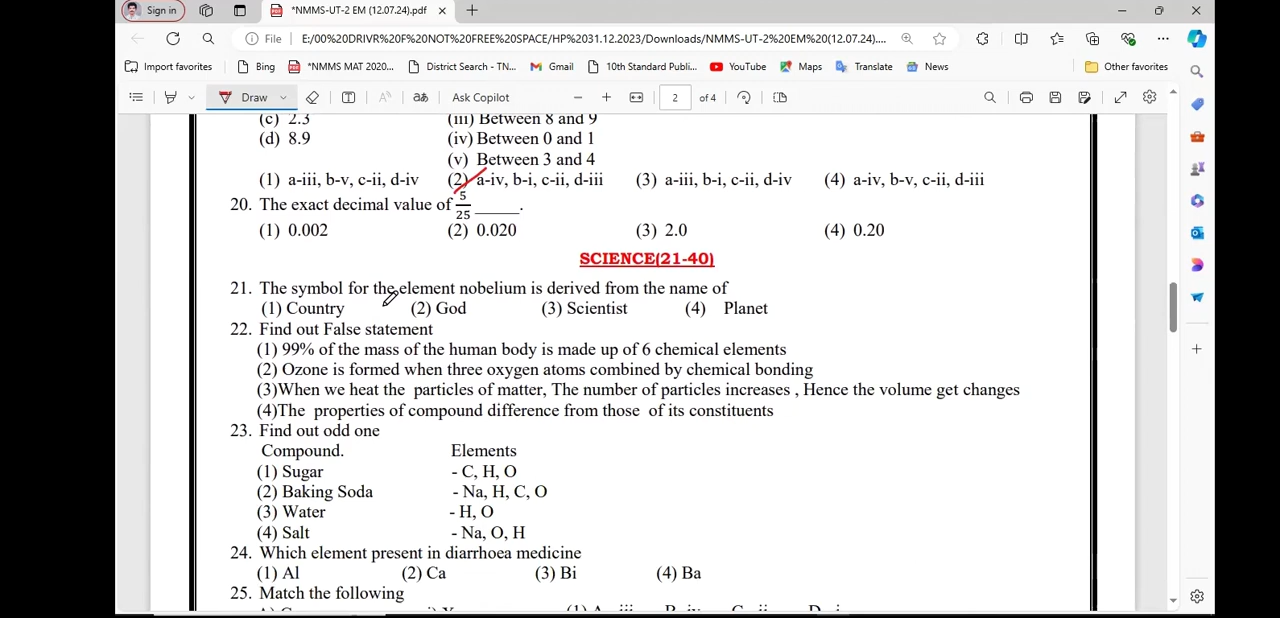 Sign in
*NMMS-UT-2 EM (12.07.24).pdf
File
E:/00%20DRIVR%20F%20NOT%20FREE%20SPACE/HP%2031.12.2023/Downloads/NMMS-UT-2%20EM%20(12.07.24)....
Import favorites
Bing
*NMMS MAT 2020...
District Search - TN...
Gmail
10th Standard Publi...
YouTube
Maps
Translate
News
Other favorites
Draw
aあ
Ask Copilot
2
of 4
(c) 2.3 (iii) Between 8 and 9
(d) 8.9 (iv) Between 0 and 1
(v) Between 3 and 4
(1) a-iii, b-v, c-ii, d-iv (2) a-iv, b-i, c-ii, d-iii (3) a-iii, b-i, c-ii, d-iv (4) a-iv, b-v, c-ii, d-iii
20. The exact decimal value of 5/25 _____.
(1) 0.002 (2) 0.020 (3) 2.0 (4) 0.20
SCIENCE(21-40)
21. The symbol for the element nobelium is derived from the name of
(1) Country (2) God (3) Scientist (4) Planet
22. Find out False statement
(1) 99% of the mass of the human body is made up of 6 chemical elements
(2) Ozone is formed when three oxygen atoms combined by chemical bonding
(3)When we heat the particles of matter, The number of particles increases , Hence the volume get changes
(4)The properties of compound difference from those of its constituents
23. Find out odd one
Compound. Elements
(1) Sugar - C, H, O
(2) Baking Soda - Na, H, C, O
(3) Water - H, O
(4) Salt - Na, O, H
24. Which element present in diarrhoea medicine
(1) Al (2) Ca (3) Bi (4) Ba
25. Match the following